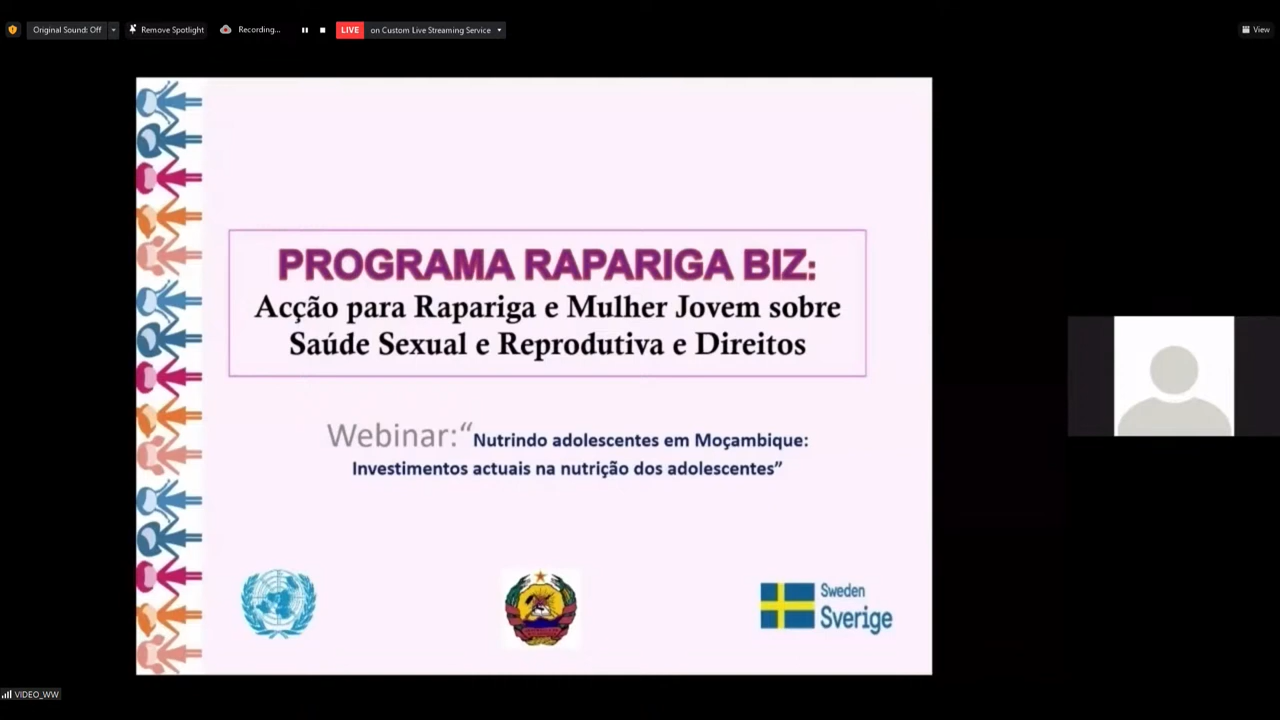 Original Sound: Off
Remove Spotlight
Recording...
LIVE
on Custom Live Streaming Service
View
PROGRAMA RAPARIGA BIZ:
Acção para Rapariga e Mulher Jovem sobre
Saúde Sexual e Reprodutiva e Direitos
Webinar:“Nutrindo adolescentes em Moçambique:
Investimentos actuais na nutrição dos adolescentes”
Sweden
Sverige
VIDEO_WW